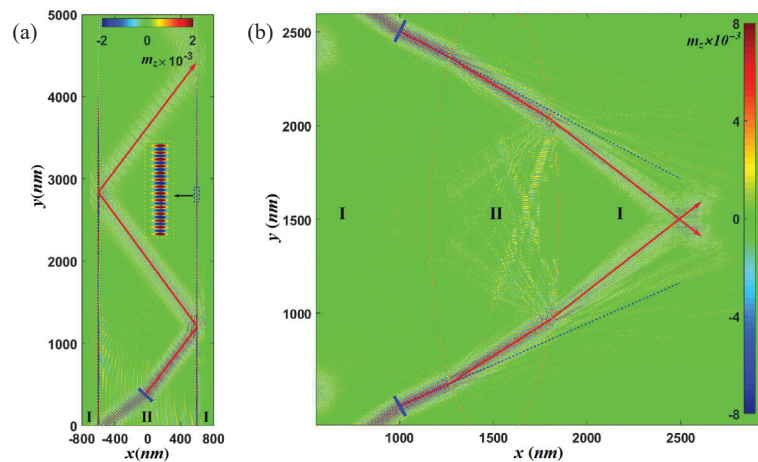 (a)
5000
4000
3000
2000
1000
0
y(nm)
-2 0 2
m_z×10^-3
I II I
-800 -400 0 400 800
x(nm)
(b)
2600
2000
1500
1000
y (nm)
I II I
1000 1500 2000 2500
x (nm)
m_z×10^-3
8
4
0
-4
-8